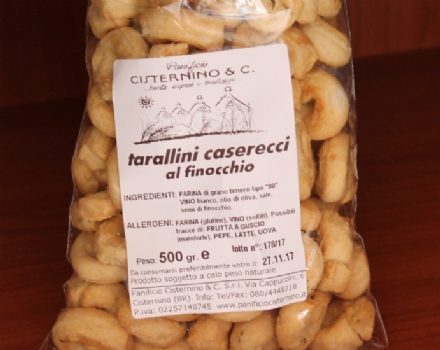 Panificio
CISTERNINO & C.
...bontà, sapori e tradizione
tarallini caserecci
al finocchio
INGREDIENTI: FARINA di grano tenero tipo "00"
VINO bianco, olio di oliva, sale,
semi di finocchio.
ALLERGENI: FARINA (glutine), VINO (solfiti). Possibili
tracce di: FRUTTA A GUSCIO
(mandorle), PEPE, LATTE, UOVA.
Peso: 500 gr. e lotto n°: 178/17
Da consumarsi preferibilmente entro il: 27.11.17
Prodotto soggetto a calo peso naturale
Panificio Cisternino & C. S.r.l. Via Cappuccini, 6
Cisternino (BR). Info: Tel/Fax: 080/4448218
P.iva: 02257140745 - www.panificiocisternino.it